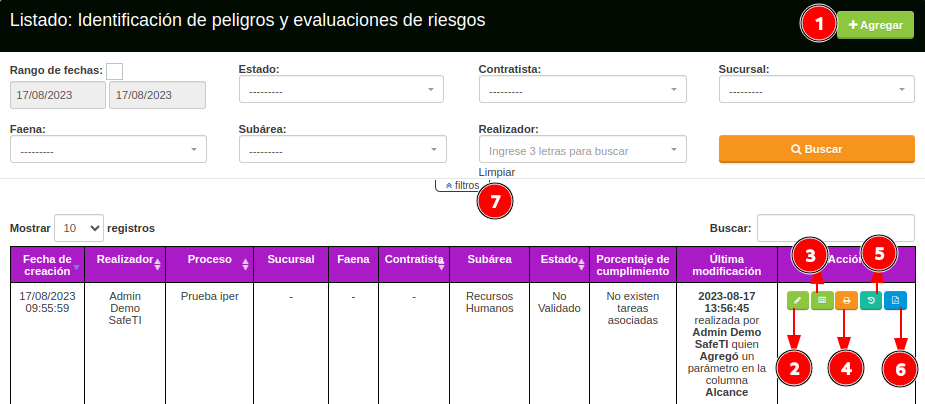 Listado: Identificación de peligros y evaluaciones de riesgos
1
Agregar
Rango de fechas:
17/08/2023 17/08/2023
Estado:
---------
Contratista:
---------
Sucursal:
---------
Faena:
---------
Subárea:
---------
Realizador:
Ingrese 3 letras para buscar
Limpiar
Buscar
filtros
7
Mostrar 10 registros
Buscar:
3
5
Fecha de creación Realizador Proceso Sucursal Faena Contratista Subárea Estado Porcentaje de cumplimiento Última modificación
17/08/2023
09:55:59
Admin
Demo
SafeTI
Prueba iper
-
-
-
Recursos
Humanos
No
Validado
No existen
tareas
asociadas
2023-08-17
13:56:45
realizada por
Admin Demo
SafeTI quien
Agregó un
parámetro en la
columna
Alcance
2
4
6